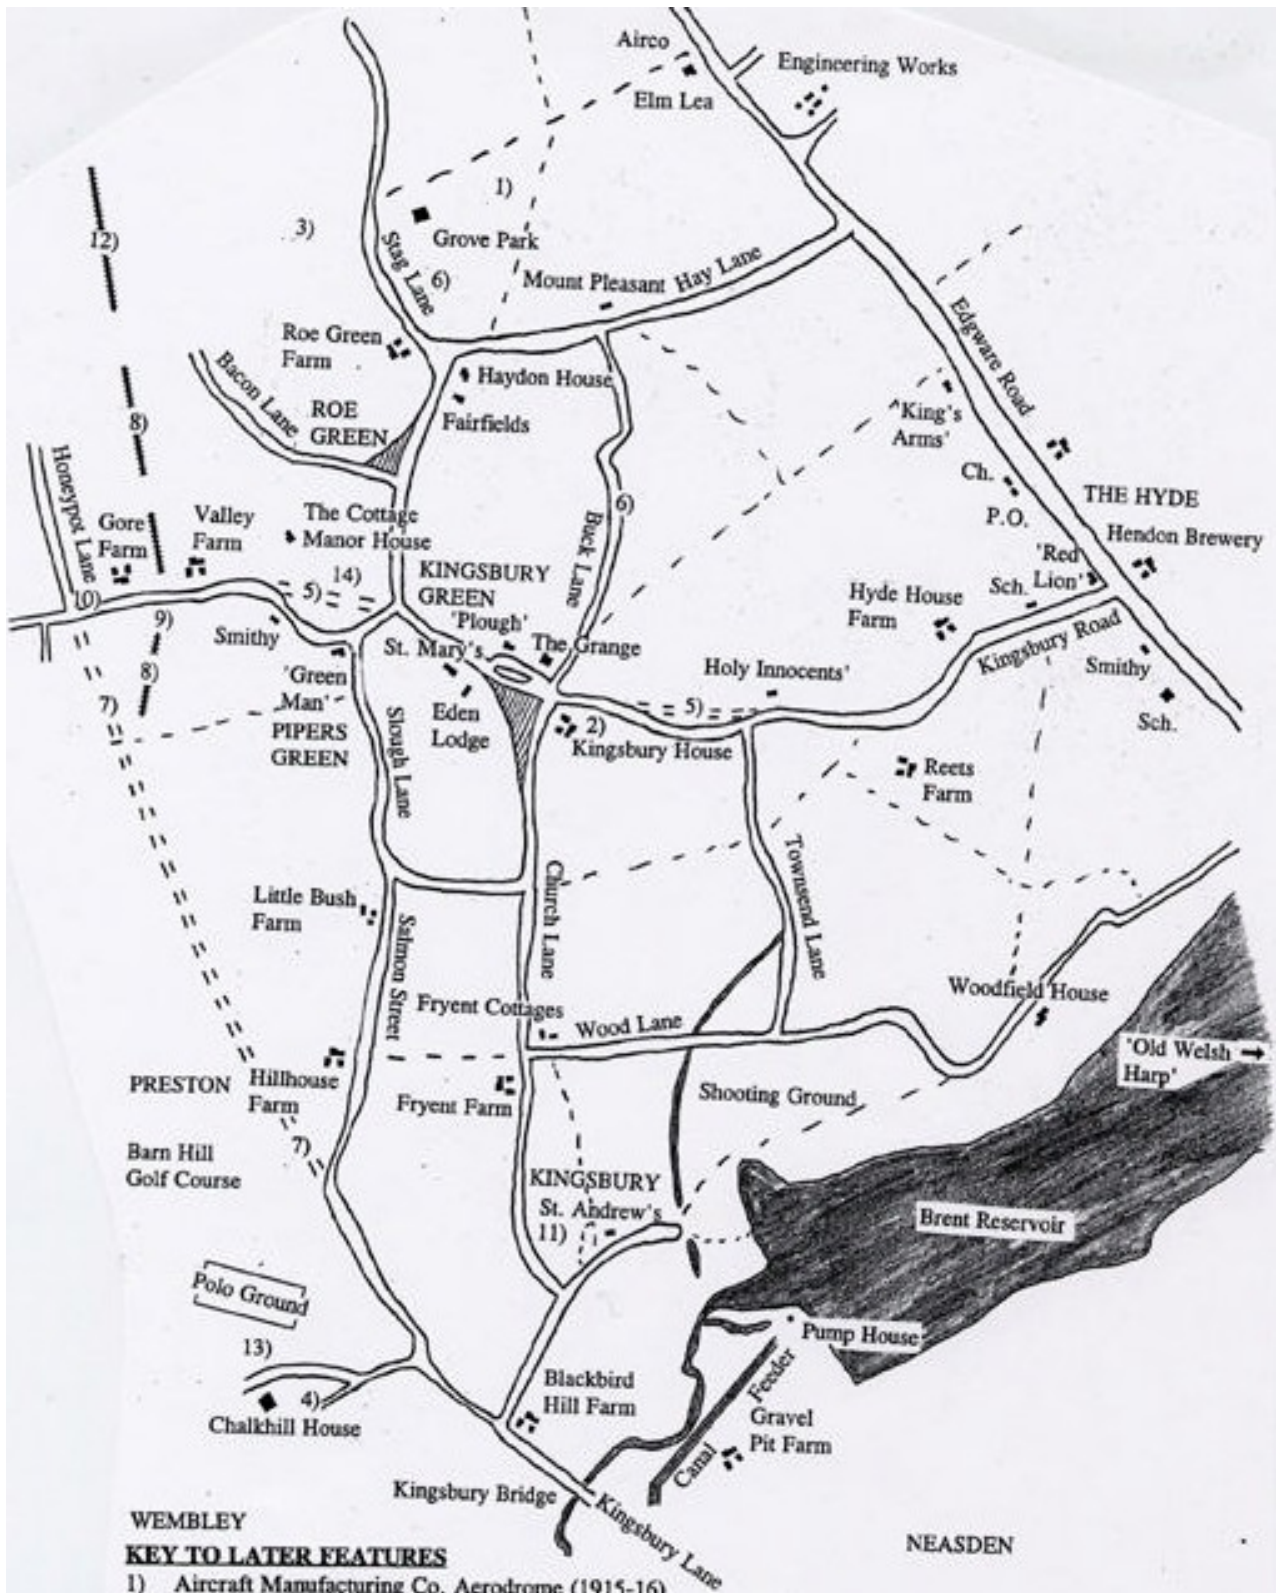 Airco
Engineering Works
Elm Lea
1)
12)
3)
Grove Park
Stag Lane
6)
Mount Pleasant
Hay Lane
Edgware Road
Roe Green
Farm
Bacon Lane
Haydon House
ROE
GREEN
Fairfields
8)
'King's
Arms'
Honeypot Lane
Ch.
THE HYDE
P.O.
Hendon Brewery
Gore
Farm
Valley
Farm
The Cottage
Manor House
6)
Buck Lane
'Red
Lion'
Sch.
14)
5)
KINGSBURY
GREEN
10)
9)
Hyde House
Farm
Smithy
'Plough'
St. Mary's
The Grange
Kingsbury Road
Smithy
Holy Innocents'
8)
'Green
Man'
7)
5)
Sch.
PIPERS
GREEN
Slough Lane
Eden
Lodge
2)
Kingsbury House
Reets
Farm
Townsend Lane
Little Bush
Farm
Salmon Street
Church Lane
Woodfield House
Fryent Cottages
Wood Lane
'Old Welsh
Harp'
PRESTON
Hillhouse
Farm
Fryent Farm
Shooting Ground
7)
Barn Hill
Golf Course
KINGSBURY
St. Andrew's
11)
Brent Reservoir
Polo Ground
13)
Pump House
4)
Chalkhill House
Blackbird
Hill Farm
Canal Feeder
Gravel
Pit Farm
Kingsbury Bridge
Kingsbury Lane
WEMBLEY
NEASDEN
KEY TO LATER FEATURES
1) Aircraft Manufacturing Co. Aerodrome (1915-16)